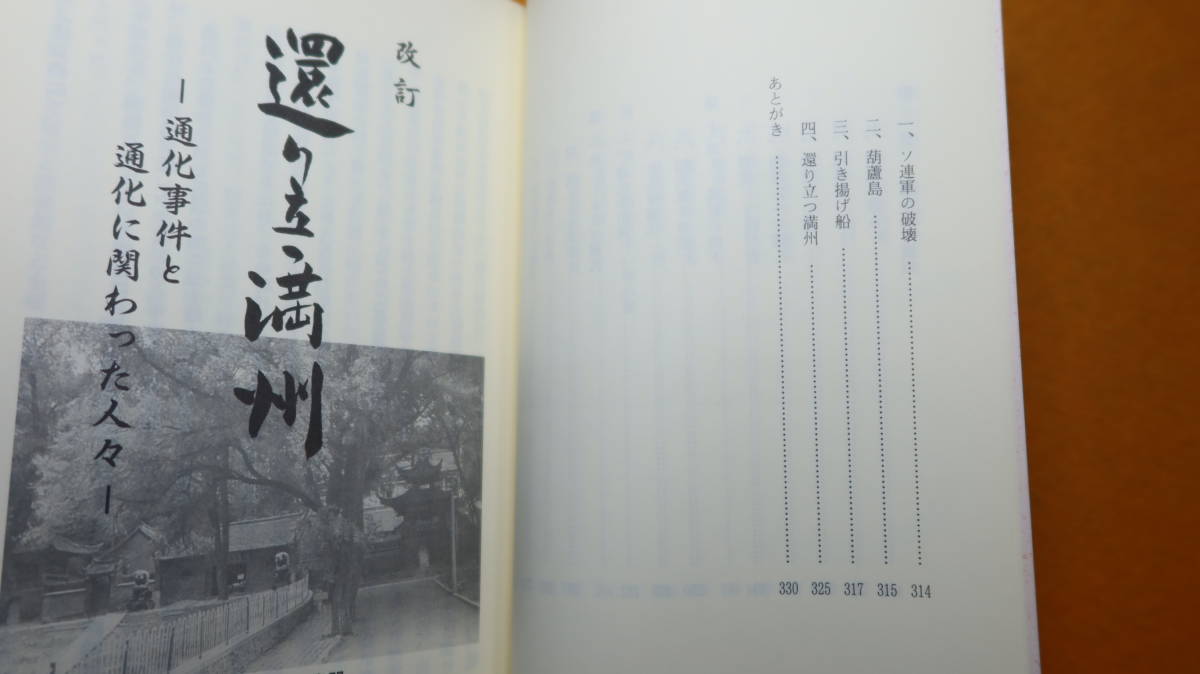 一、ソ連軍の破壊 314
二、葫蘆島 315
三、引き揚げ船 317
四、還り立つ満州 325
あとがき 330
改訂
還り立つ満州
―通化事件と
通化に関わった人々―